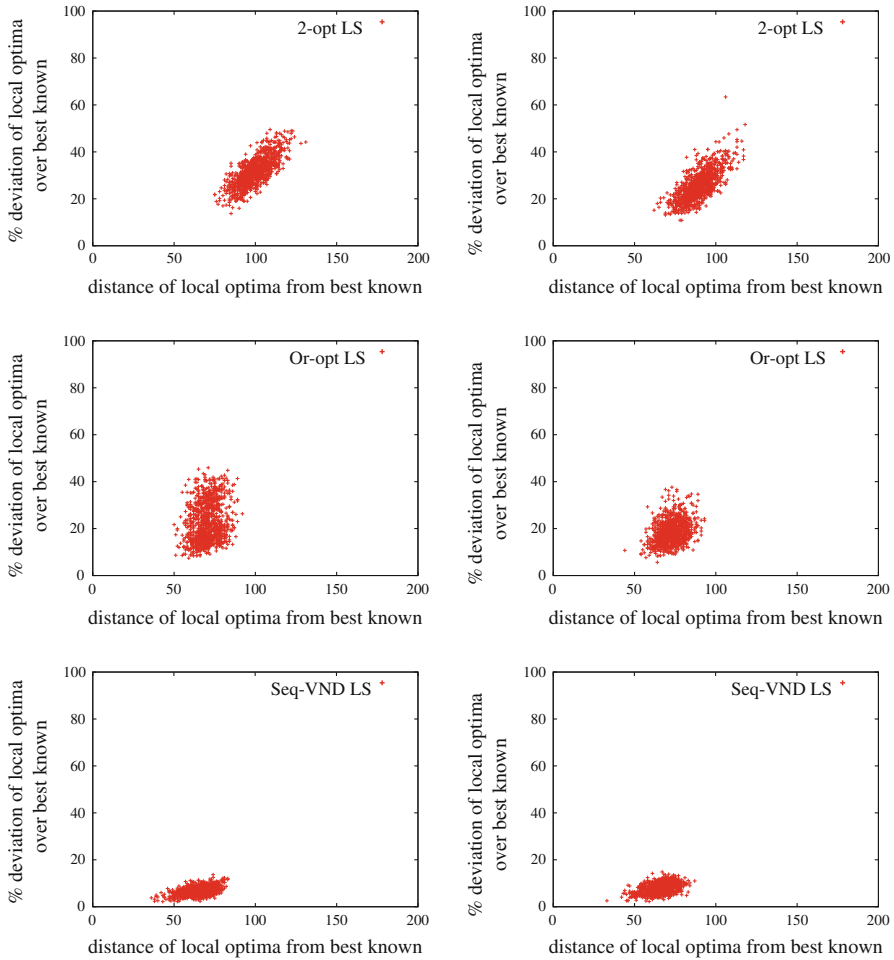 % deviation of local optima
over best known
100
80
60
40
20
0
2-opt LS
0 50 100 150 200
distance of local optima from best known
% deviation of local optima
over best known
100
80
60
40
20
0
2-opt LS
0 50 100 150 200
distance of local optima from best known
% deviation of local optima
over best known
100
80
60
40
20
0
Or-opt LS
0 50 100 150 200
distance of local optima from best known
% deviation of local optima
over best known
100
80
60
40
20
0
Or-opt LS
0 50 100 150 200
distance of local optima from best known
% deviation of local optima
over best known
100
80
60
40
20
0
Seq-VND LS
0 50 100 150 200
distance of local optima from best known
% deviation of local optima
over best known
100
80
60
40
20
0
Seq-VND LS
0 50 100 150 200
distance of local optima from best known